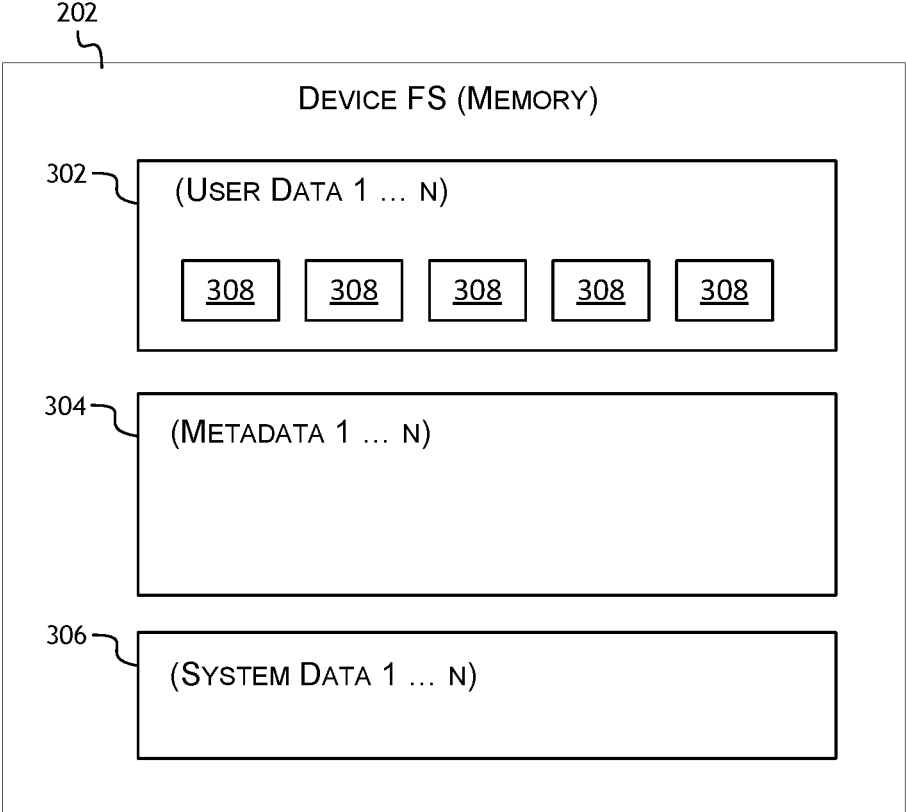 202
DEVICE FS (MEMORY)
302
(USER DATA 1 ... N)
308 308 308 308 308
304
(METADATA 1 ... N)
306
(SYSTEM DATA 1 ... N)